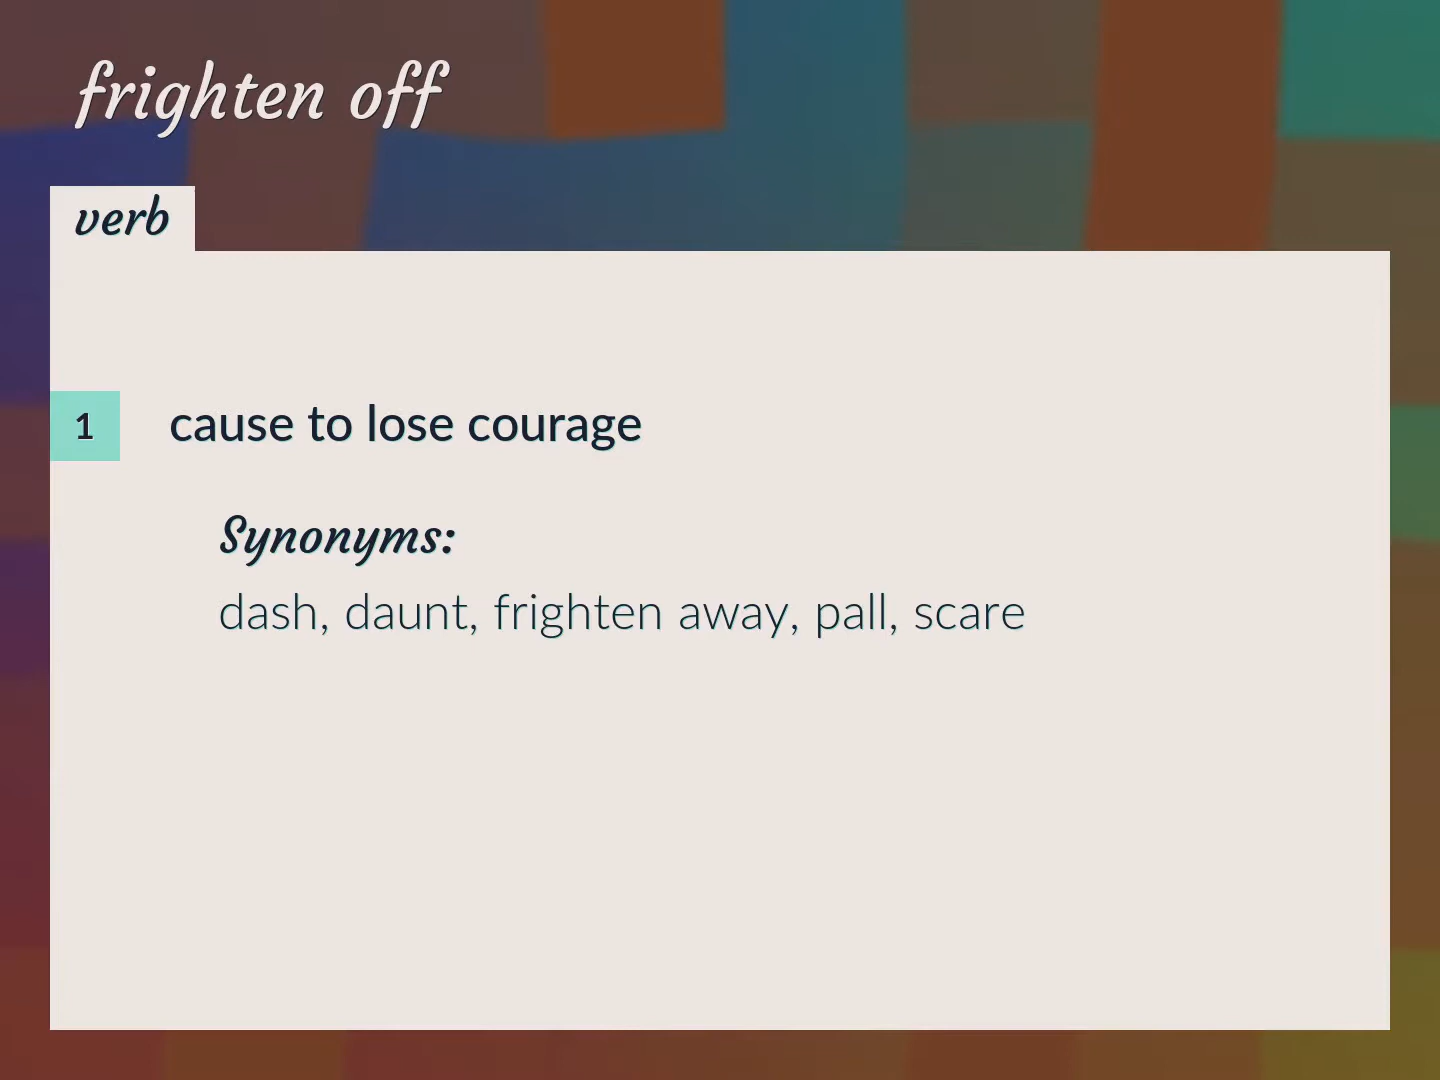 frighten off
verb
1
cause to lose courage
Synonyms:
dash, daunt, frighten away, pall, scare